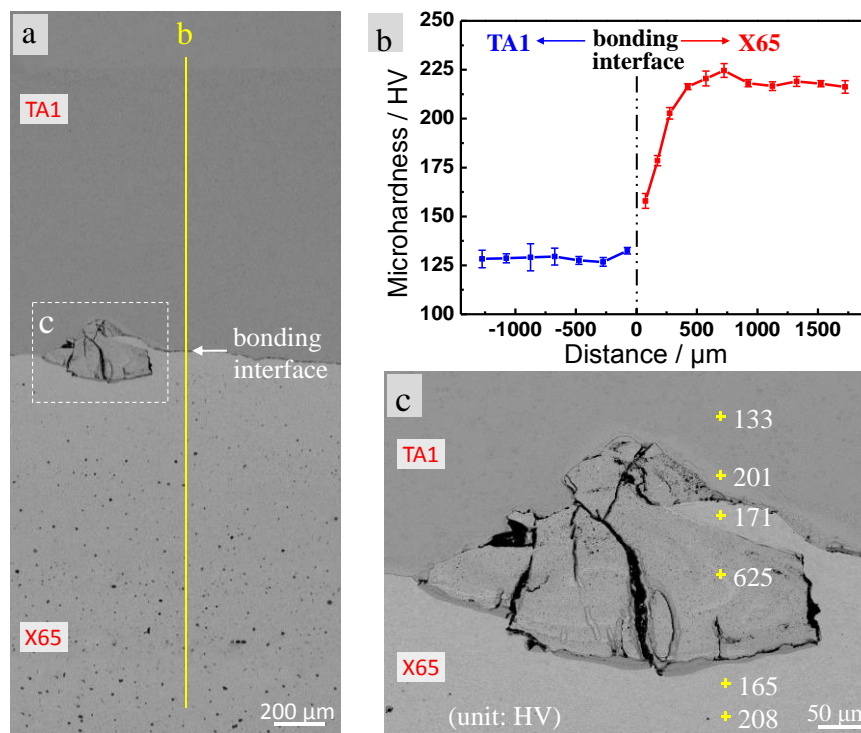 a
b
TA1
c
bonding
interface
X65
200 µm
b
TA1
bonding
interface
X65
Microhardness / HV
250
225
200
175
150
125
100
-1000
-500
0
500
1000
1500
Distance / µm
c
TA1
133
201
171
625
X65
165
208
(unit: HV)
50 µm